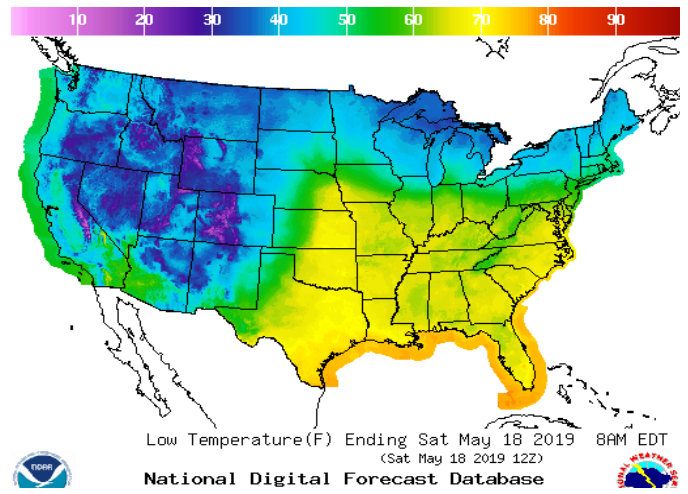 10 20 30 40 50 60 70 80 90
Low Temperature(F) Ending Sat May 18 2019 8AM EDT
(Sat May 18 2019 12Z)
National Digital Forecast Database
noaa